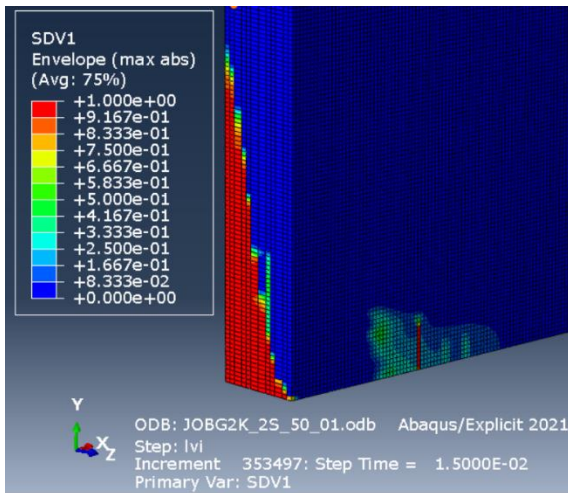 SDV1
Envelope (max abs)
(Avg: 75%)
+1.000e+00
+9.167e-01
+8.333e-01
+7.500e-01
+6.667e-01
+5.833e-01
+5.000e-01
+4.167e-01
+3.333e-01
+2.500e-01
+1.667e-01
+8.333e-02
+0.000e+00
Y
X
Z
ODB: JOBG2K_2S_50_01.odb Abaqus/Explicit 2021
Step: lvi
Increment 353497: Step Time = 1.5000E-02
Primary Var: SDV1